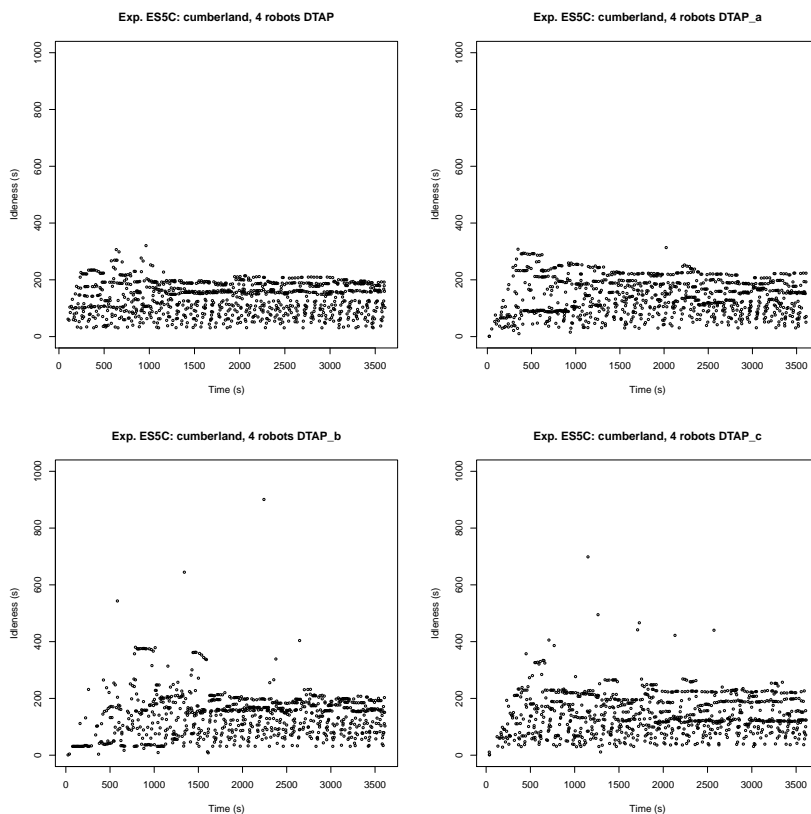 Exp. ES5C: cumberland, 4 robots DTAP
Idleness (s)
1000
800
600
400
200
0
0 500 1000 1500 2000 2500 3000 3500
Time (s)
Exp. ES5C: cumberland, 4 robots DTAP_a
Idleness (s)
1000
800
600
400
200
0
0 500 1000 1500 2000 2500 3000 3500
Time (s)
Exp. ES5C: cumberland, 4 robots DTAP_b
Idleness (s)
1000
800
600
400
200
0
0 500 1000 1500 2000 2500 3000 3500
Time (s)
Exp. ES5C: cumberland, 4 robots DTAP_c
Idleness (s)
1000
800
600
400
200
0
0 500 1000 1500 2000 2500 3000 3500
Time (s)